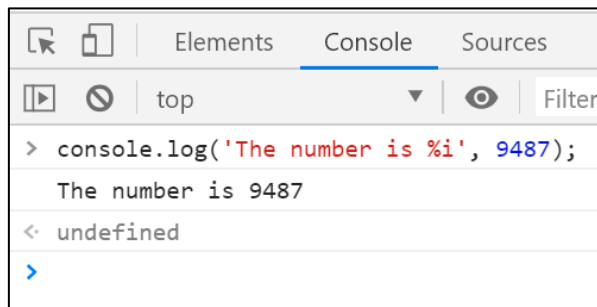 Elements Console Sources
top Filter
> console.log('The number is %i', 9487);
The number is 9487
undefined
>